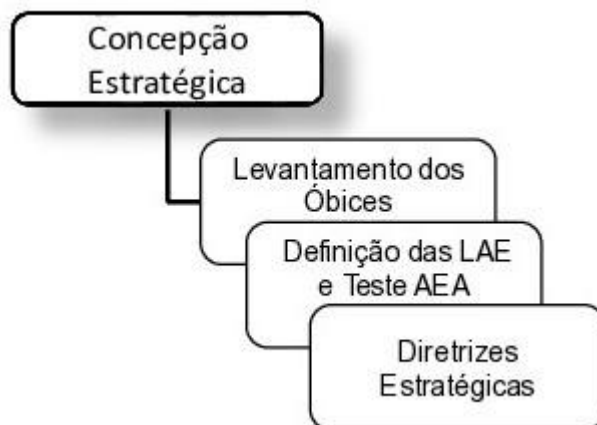 Concepção
Estratégica
Levantamento dos
Óbices
Definição das LAE
e Teste AEA
Diretrizes
Estratégicas